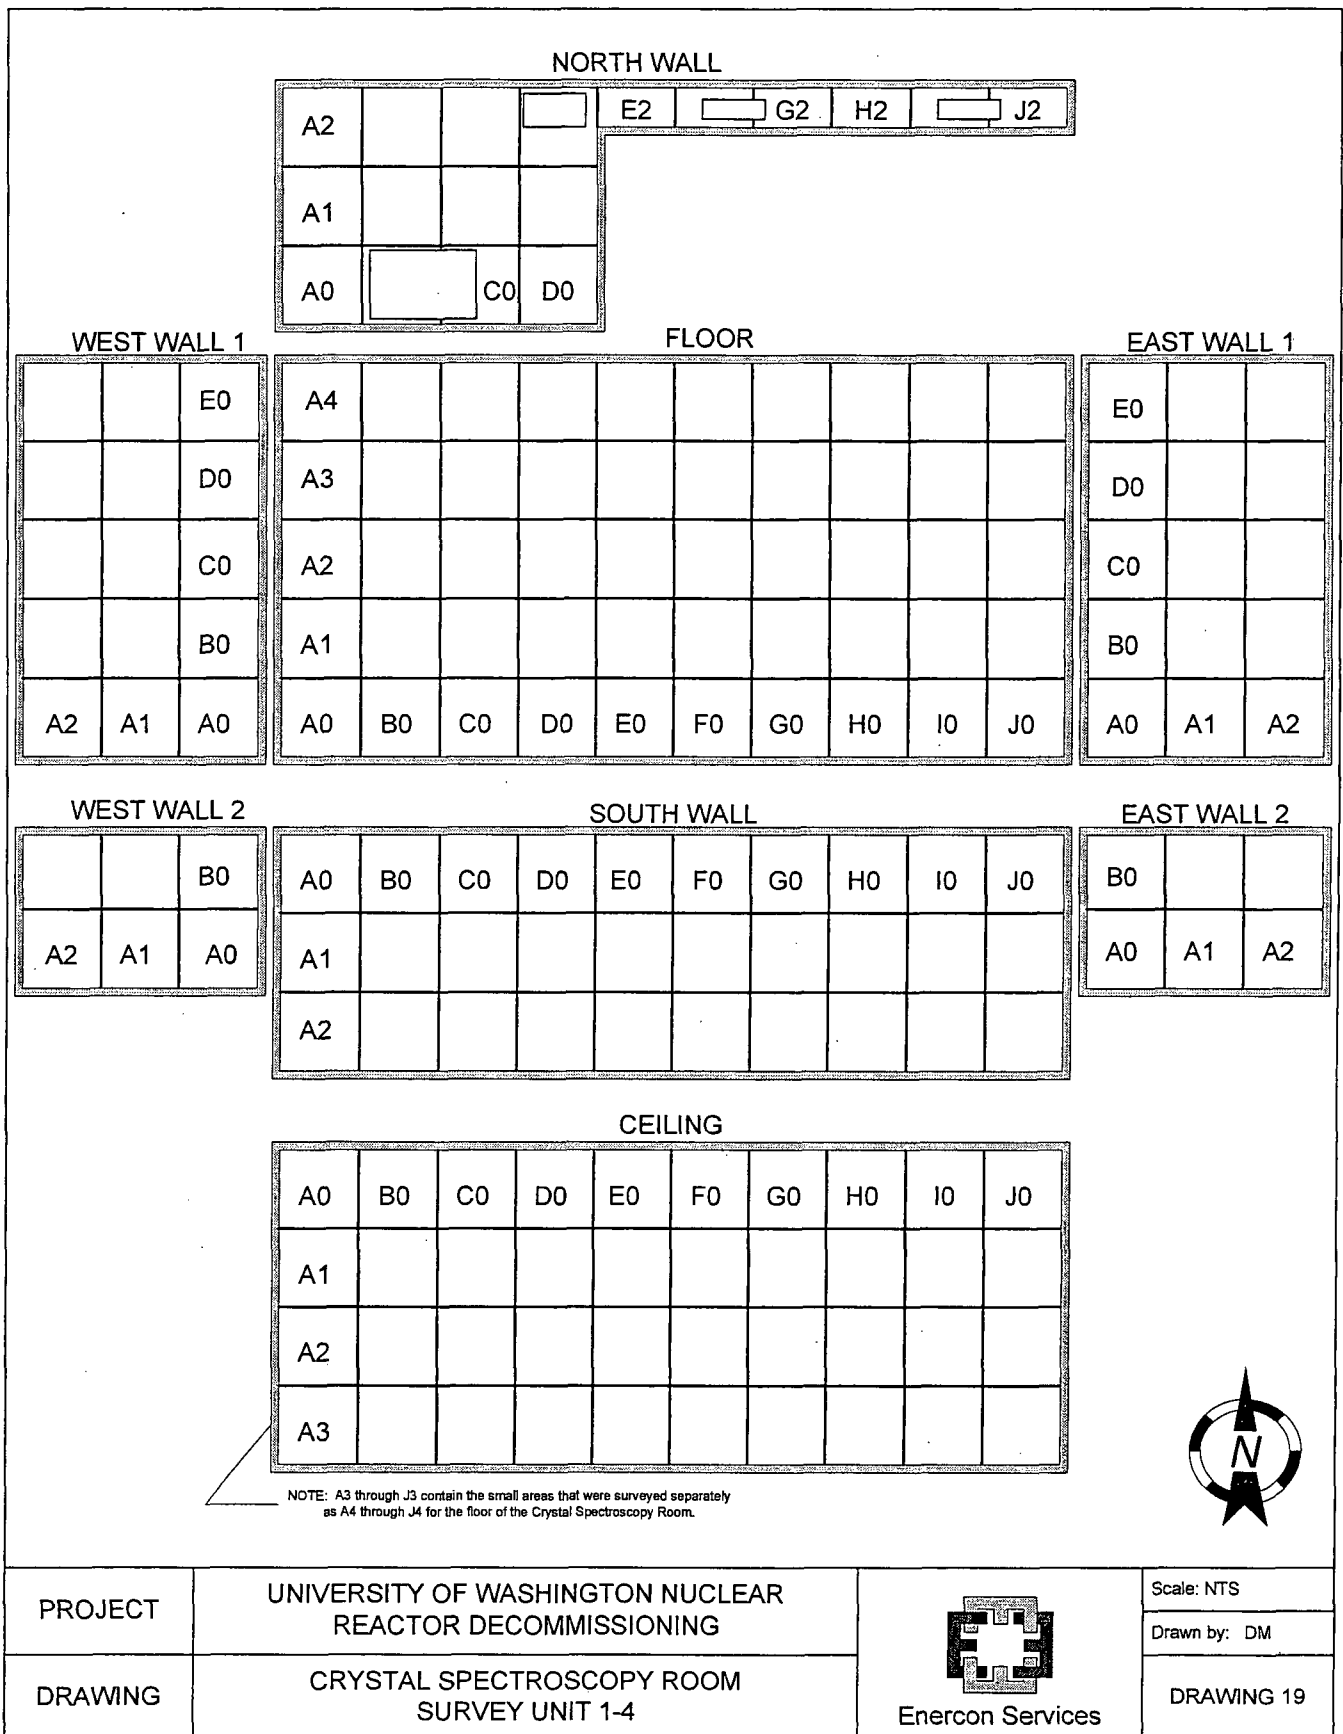 NORTH WALL
A2 E2 G2 H2 J2
A1
A0 C0 D0
WEST WALL 1 FLOOR EAST WALL 1
E0 A4 E0
D0 A3 D0
C0 A2 C0
B0 A1 B0
A2 A1 A0 A0 B0 C0 D0 E0 F0 G0 H0 I0 J0 A0 A1 A2
WEST WALL 2 SOUTH WALL EAST WALL 2
B0 A0 B0 C0 D0 E0 F0 G0 H0 I0 J0 B0
A2 A1 A0 A1 A0 A1 A2
A2
CEILING
A0 B0 C0 D0 E0 F0 G0 H0 I0 J0
A1
A2
A3
N
NOTE: A3 through J3 contain the small areas that were surveyed separately
as A4 through J4 for the floor of the Crystal Spectroscopy Room.
PROJECT
UNIVERSITY OF WASHINGTON NUCLEAR
REACTOR DECOMMISSIONING
DRAWING
CRYSTAL SPECTROSCOPY ROOM
SURVEY UNIT 1-4
Enercon Services
Scale: NTS
Drawn by: DM
DRAWING 19